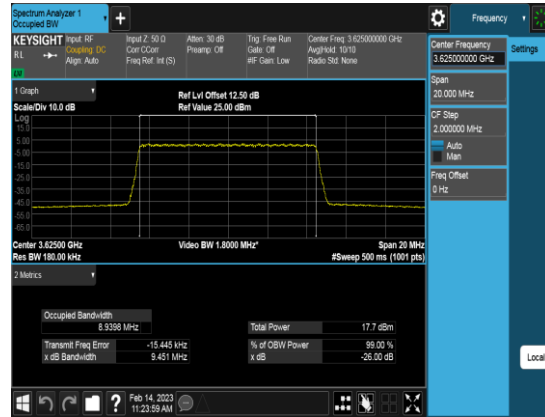 Spectrum Analyzer 1
Occupied BW
+
Frequency
KEYSIGHT
RL
Input: RF
Coupling: DC
Align: Auto
Input Z: 50 Ω
Corr CCorr
Freq Ref: Int (S)
Atten: 30 dB
Preamp: Off
Trig: Free Run
Gate: Off
#IF Gain: Low
Center Freq: 3.625000000 GHz
Avg|Hold: 10/10
Radio Std: None
LW
Center Frequency
3.625000000 GHz
Settings
Span
20.000 MHz
CF Step
2.000000 MHz
Auto
Man
Freq Offset
0 Hz
Local
1 Graph
Scale/Div 10.0 dB
Ref Lvl Offset 12.50 dB
Ref Value 25.00 dBm
Log
15.0
5.00
-5.00
-15.0
-25.0
-35.0
-45.0
-55.0
-65.0
Center 3.62500 GHz
Res BW 180.00 kHz
Video BW 1.8000 MHz*
Span 20 MHz
#Sweep 500 ms (1001 pts)
2 Metrics
Occupied Bandwidth
8.9398 MHz
Total Power 17.7 dBm
Transmit Freq Error -15.445 kHz
% of OBW Power 99.00 %
x dB Bandwidth 9.451 MHz
x dB -26.00 dB
?
Feb 14, 2023
11:23:59 AM